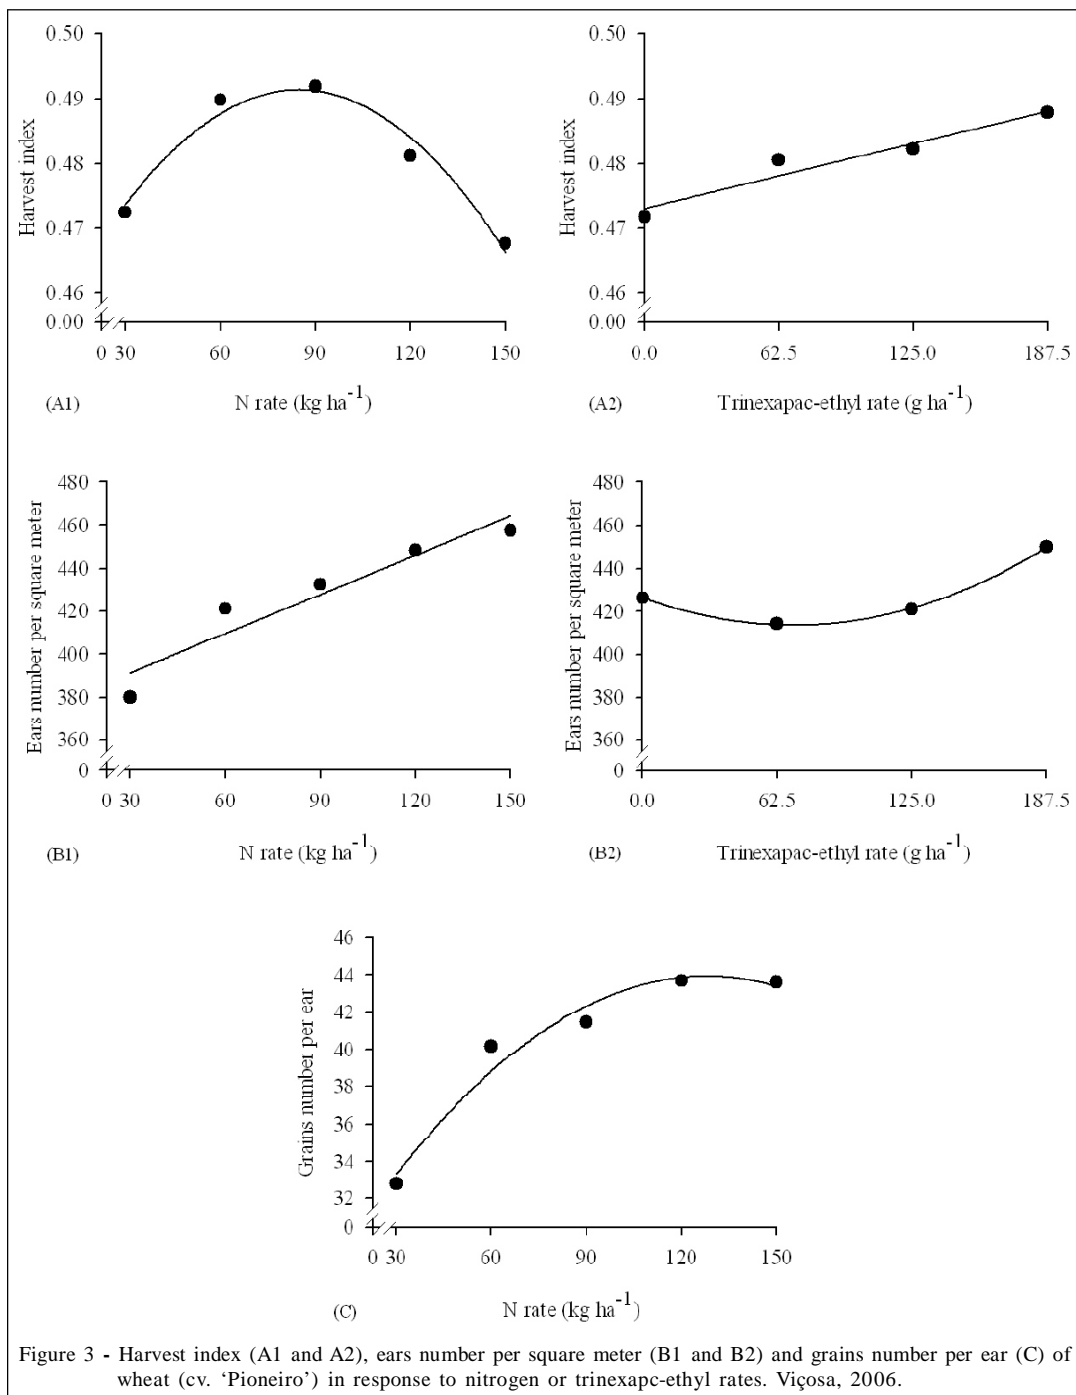 0.50
0.49
0.48
0.47
0.46
0.00
Harvest index
0 30 60 90 120 150
(A1) N rate (kg ha-1)
0.50
0.49
0.48
0.47
0.46
0.00
Harvest index
0.0 62.5 125.0 187.5
(A2) Trinexapac-ethyl rate (g ha-1)
480
460
440
420
400
380
360
0
Ears number per square meter
0 30 60 90 120 150
(B1) N rate (kg ha-1)
480
460
440
420
400
380
360
0
Ears number per square meter
0.0 62.5 125.0 187.5
(B2) Trinexapac-ethyl rate (g ha-1)
46
44
42
40
38
36
34
32
0
Grains number per ear
0 30 60 90 120 150
(C) N rate (kg ha-1)
Figure 3 - Harvest index (A1 and A2), ears number per square meter (B1 and B2) and grains number per ear (C) of
wheat (cv. ‘Pioneiro’) in response to nitrogen or trinexapc-ethyl rates. Viçosa, 2006.